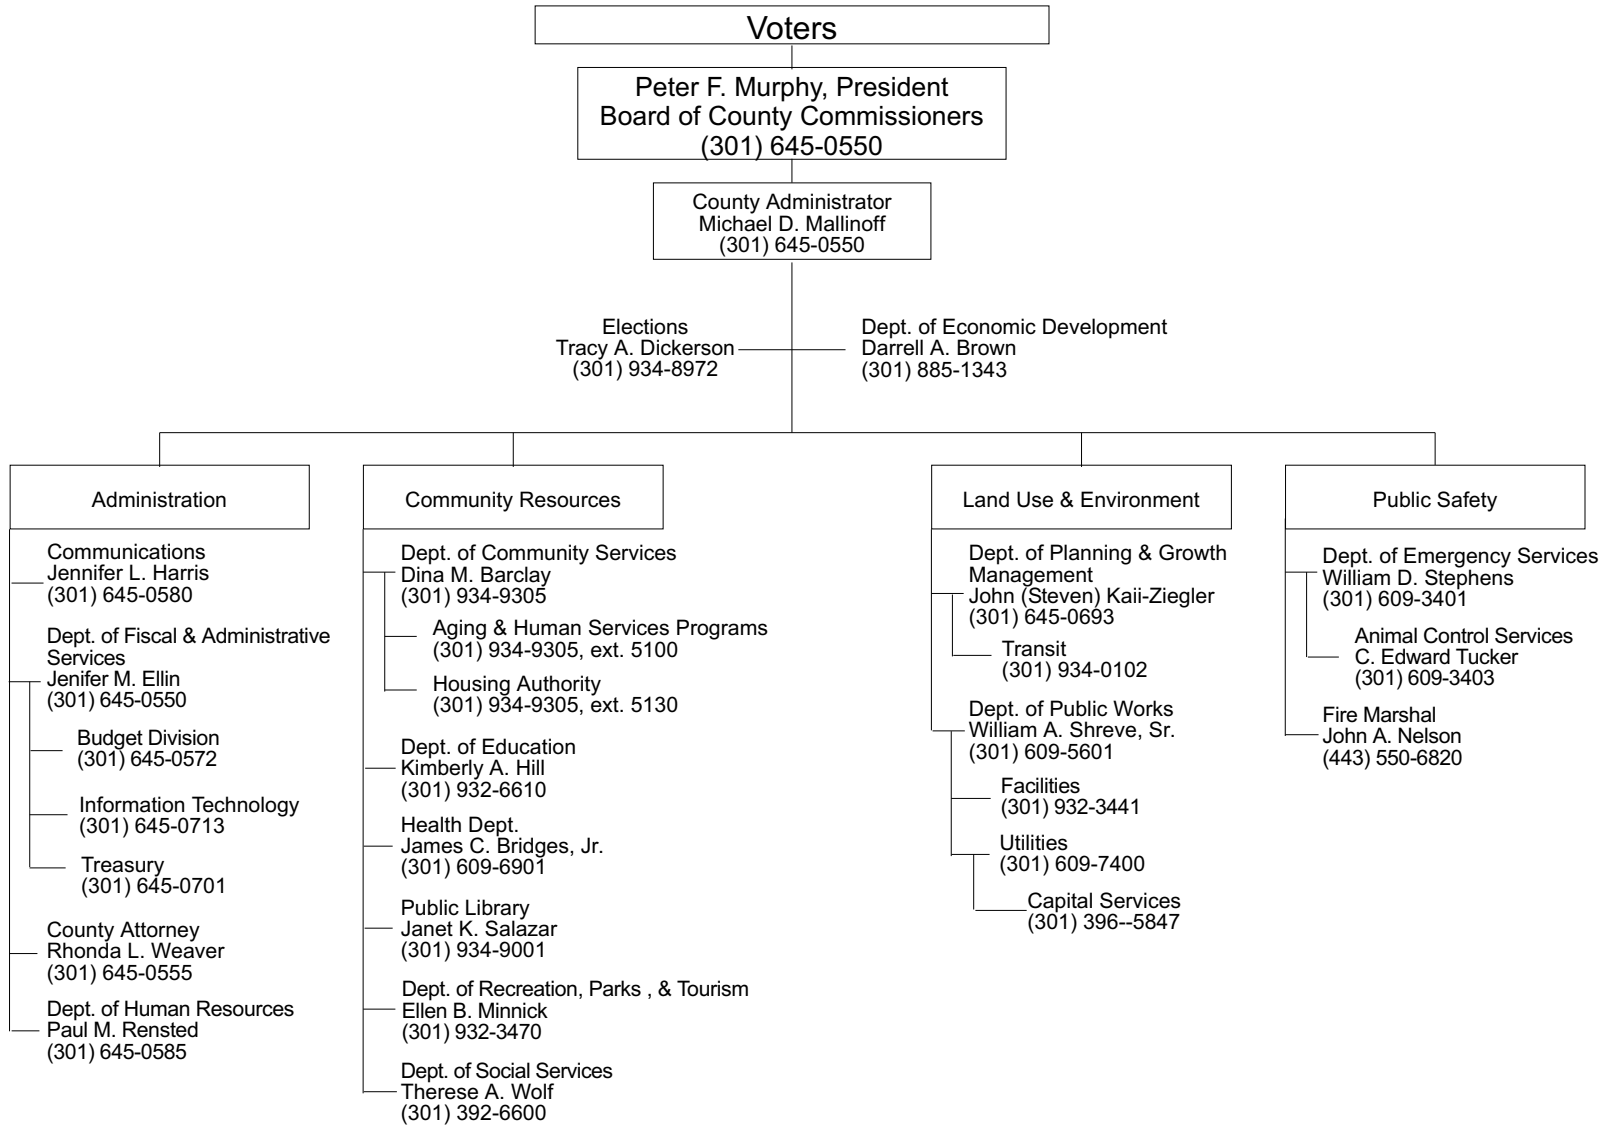 Voters
Peter F. Murphy, President
Board of County Commissioners
(301) 645-0550
County Administrator
Michael D. Mallinoff
(301) 645-0550
Elections
Tracy A. Dickerson
(301) 934-8972
Dept. of Economic Development
Darrell A. Brown
(301) 885-1343
Administration
Communications
Jennifer L. Harris
(301) 645-0580
Dept. of Fiscal & Administrative
Services
Jenifer M. Ellin
(301) 645-0550
Budget Division
(301) 645-0572
Information Technology
(301) 645-0713
Treasury
(301) 645-0701
County Attorney
Rhonda L. Weaver
(301) 645-0555
Dept. of Human Resources
Paul M. Rensted
(301) 645-0585
Community Resources
Dept. of Community Services
Dina M. Barclay
(301) 934-9305
Aging & Human Services Programs
(301) 934-9305, ext. 5100
Housing Authority
(301) 934-9305, ext. 5130
Dept. of Education
Kimberly A. Hill
(301) 932-6610
Health Dept.
James C. Bridges, Jr.
(301) 609-6901
Public Library
Janet K. Salazar
(301) 934-9001
Dept. of Recreation, Parks , & Tourism
Ellen B. Minnick
(301) 932-3470
Dept. of Social Services
Therese A. Wolf
(301) 392-6600
Land Use & Environment
Dept. of Planning & Growth
Management
John (Steven) Kaii-Ziegler
(301) 645-0693
Transit
(301) 934-0102
Dept. of Public Works
William A. Shreve, Sr.
(301) 609-5601
Facilities
(301) 932-3441
Utilities
(301) 609-7400
Capital Services
(301) 396--5847
Public Safety
Dept. of Emergency Services
William D. Stephens
(301) 609-3401
Animal Control Services
C. Edward Tucker
(301) 609-3403
Fire Marshal
John A. Nelson
(443) 550-6820